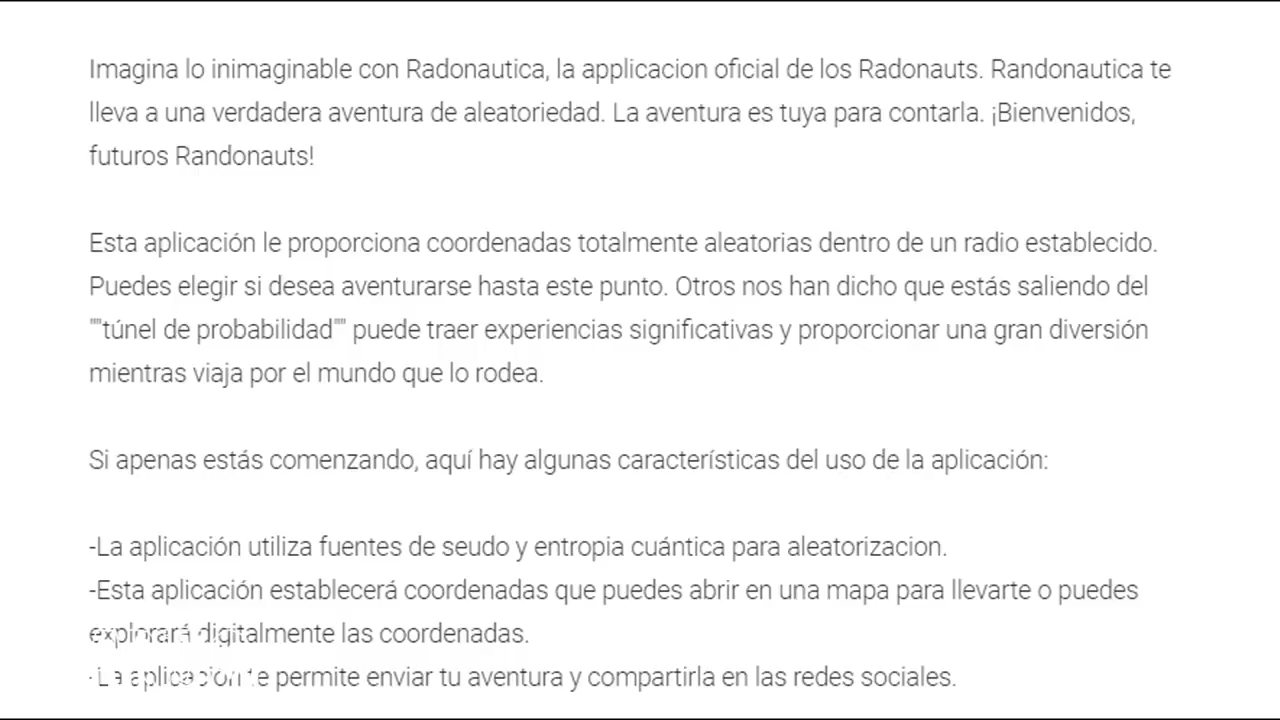 Imagina lo inimaginable con Radonautica, la applicacion oficial de los Radonauts. Randonautica te
lleva a una verdadera aventura de aleatoriedad. La aventura es tuya para contarla. ¡Bienvenidos,
futuros Randonauts!
Esta aplicación le proporciona coordenadas totalmente aleatorias dentro de un radio establecido.
Puedes elegir si desea aventurarse hasta este punto. Otros nos han dicho que estás saliendo del
""túnel de probabilidad"" puede traer experiencias significativas y proporcionar una gran diversión
mientras viaja por el mundo que lo rodea.
Si apenas estás comenzando, aquí hay algunas características del uso de la aplicación:
-La aplicación utiliza fuentes de seudo y entropia cuántica para aleatorizacion.
-Esta aplicación establecerá coordenadas que puedes abrir en una mapa para llevarte o puedes
explorará digitalmente las coordenadas.
-La aplicación te permite enviar tu aventura y compartirla en las redes sociales.